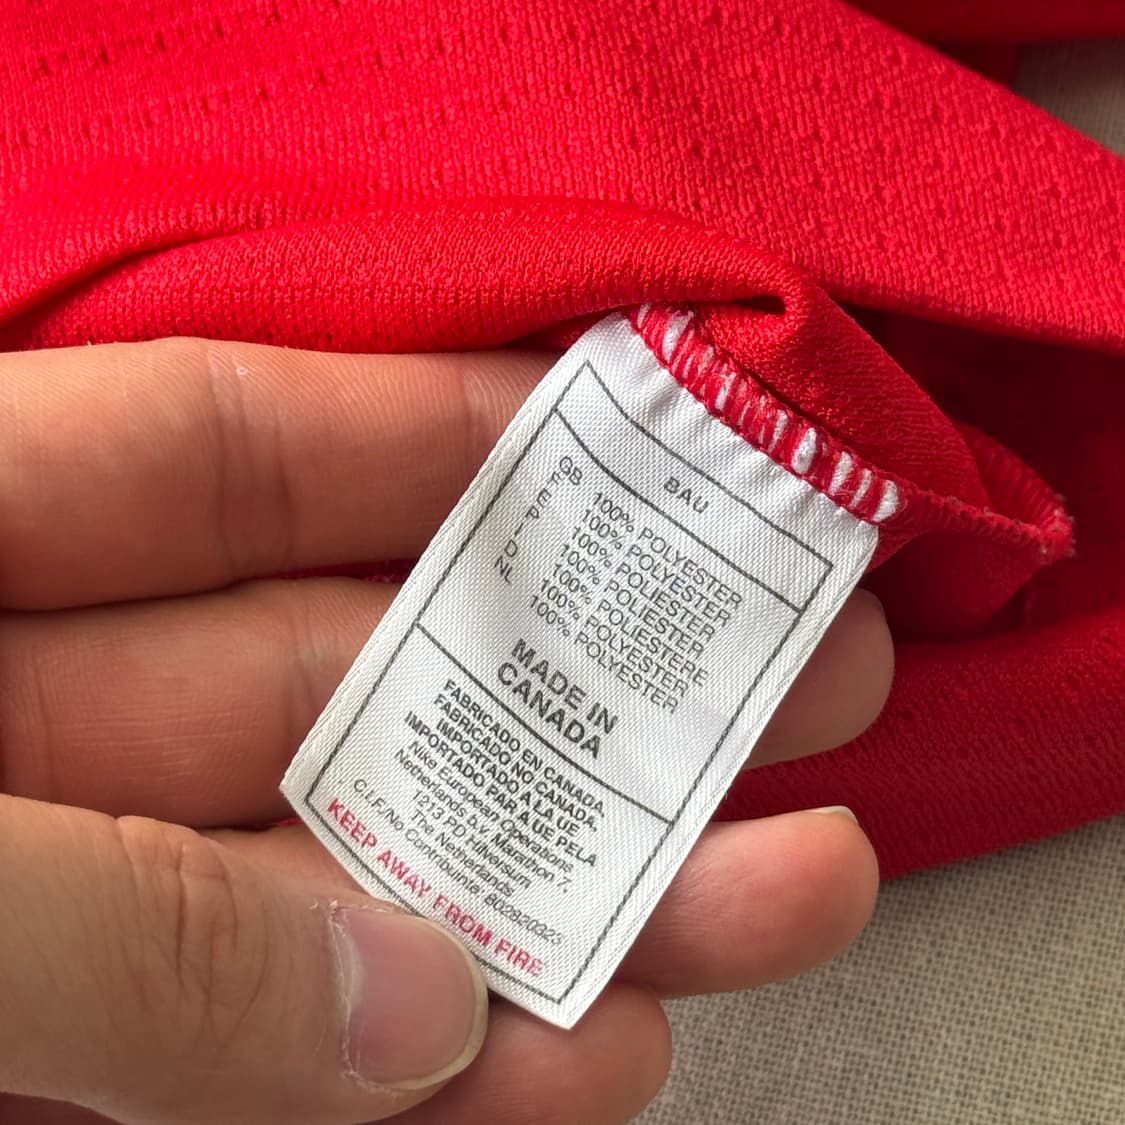 BAU
GB 100% POLYESTER
F 100% POLYESTER
E 100% POLIESTER
P 100% POLIESTER
I 100% POLIESTERE
D 100% POLYESTER
NL 100% POLYESTER
MADE IN
CANADA
FABRICADO EN CANADA.
FABRICADO NO CANADA.
IMPORTADO A LA UE
IMPORTADO PARA A UE PELA
Nike European Operations
Netherlands b.v. Marathon 7,
1213 PD Hilversum
The Netherlands
C.I.F./No Contribuinte: 802820323
KEEP AWAY FROM FIRE